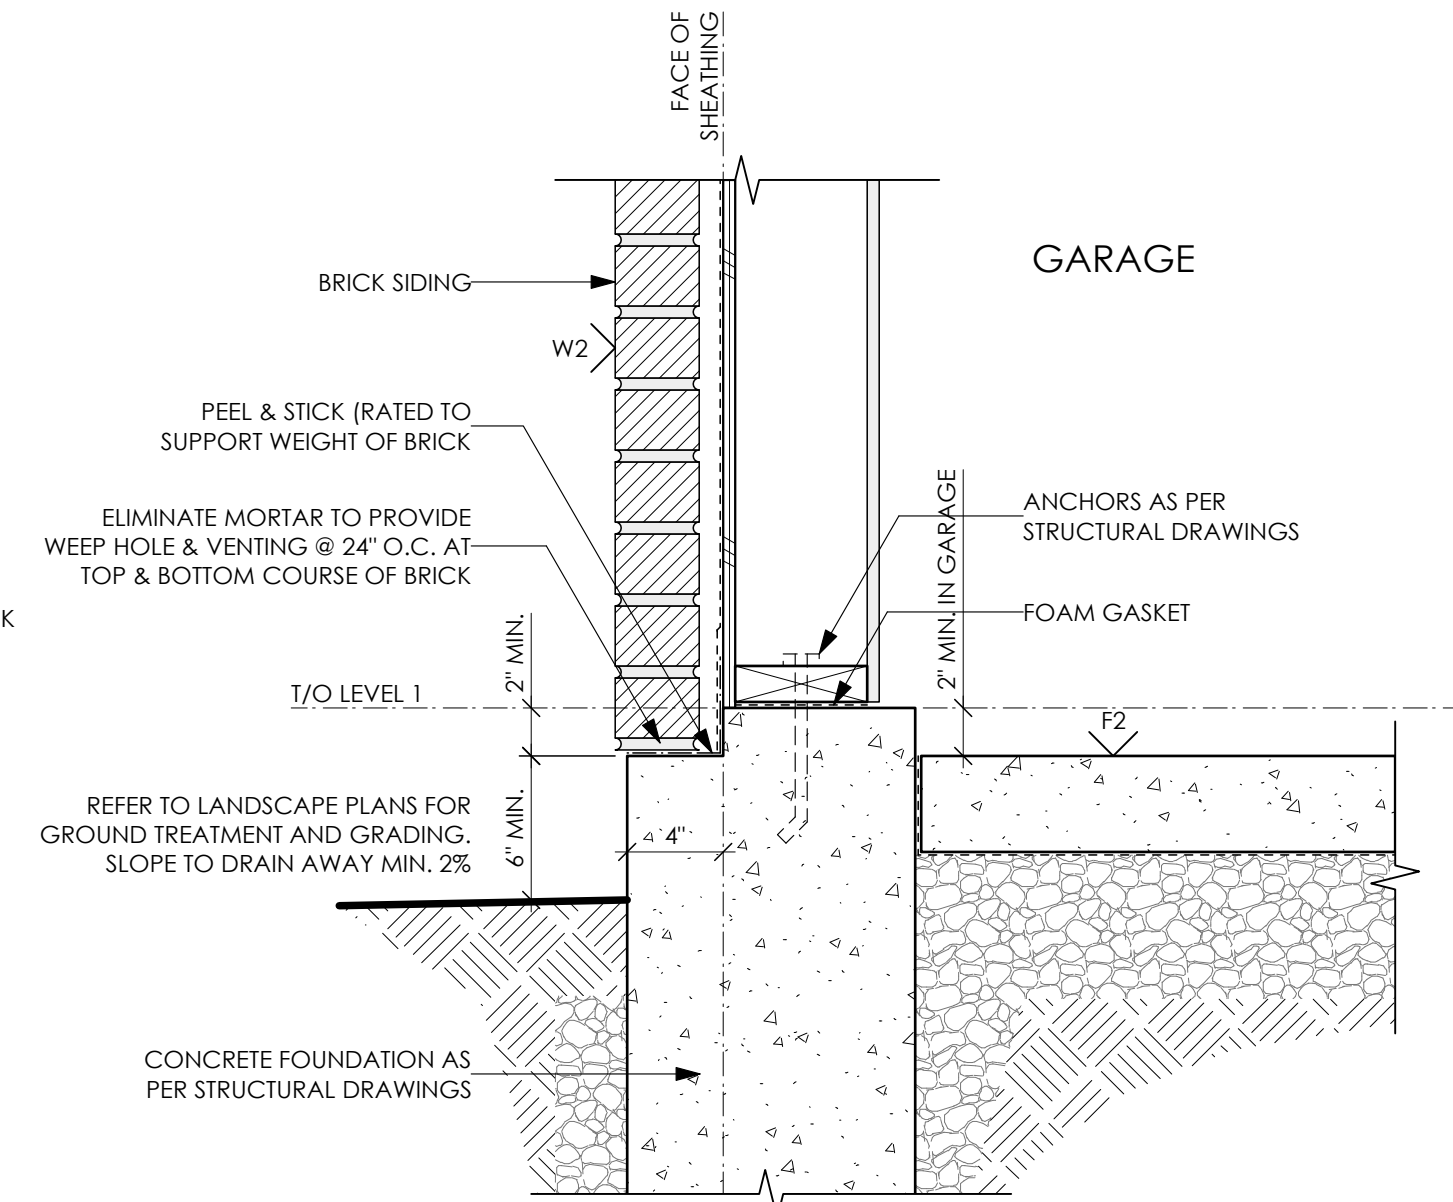 FACE OF
SHEATHING
GARAGE
BRICK SIDING
W2
PEEL & STICK (RATED TO
SUPPORT WEIGHT OF BRICK
ELIMINATE MORTAR TO PROVIDE
WEEP HOLE & VENTING @ 24" O.C. AT
TOP & BOTTOM COURSE OF BRICK
K
2" MIN.
T/O LEVEL 1
2" MIN. IN GARAGE
ANCHORS AS PER
STRUCTURAL DRAWINGS
FOAM GASKET
F2
REFER TO LANDSCAPE PLANS FOR
GROUND TREATMENT AND GRADING.
SLOPE TO DRAIN AWAY MIN. 2%
6" MIN.
4"
CONCRETE FOUNDATION AS
PER STRUCTURAL DRAWINGS